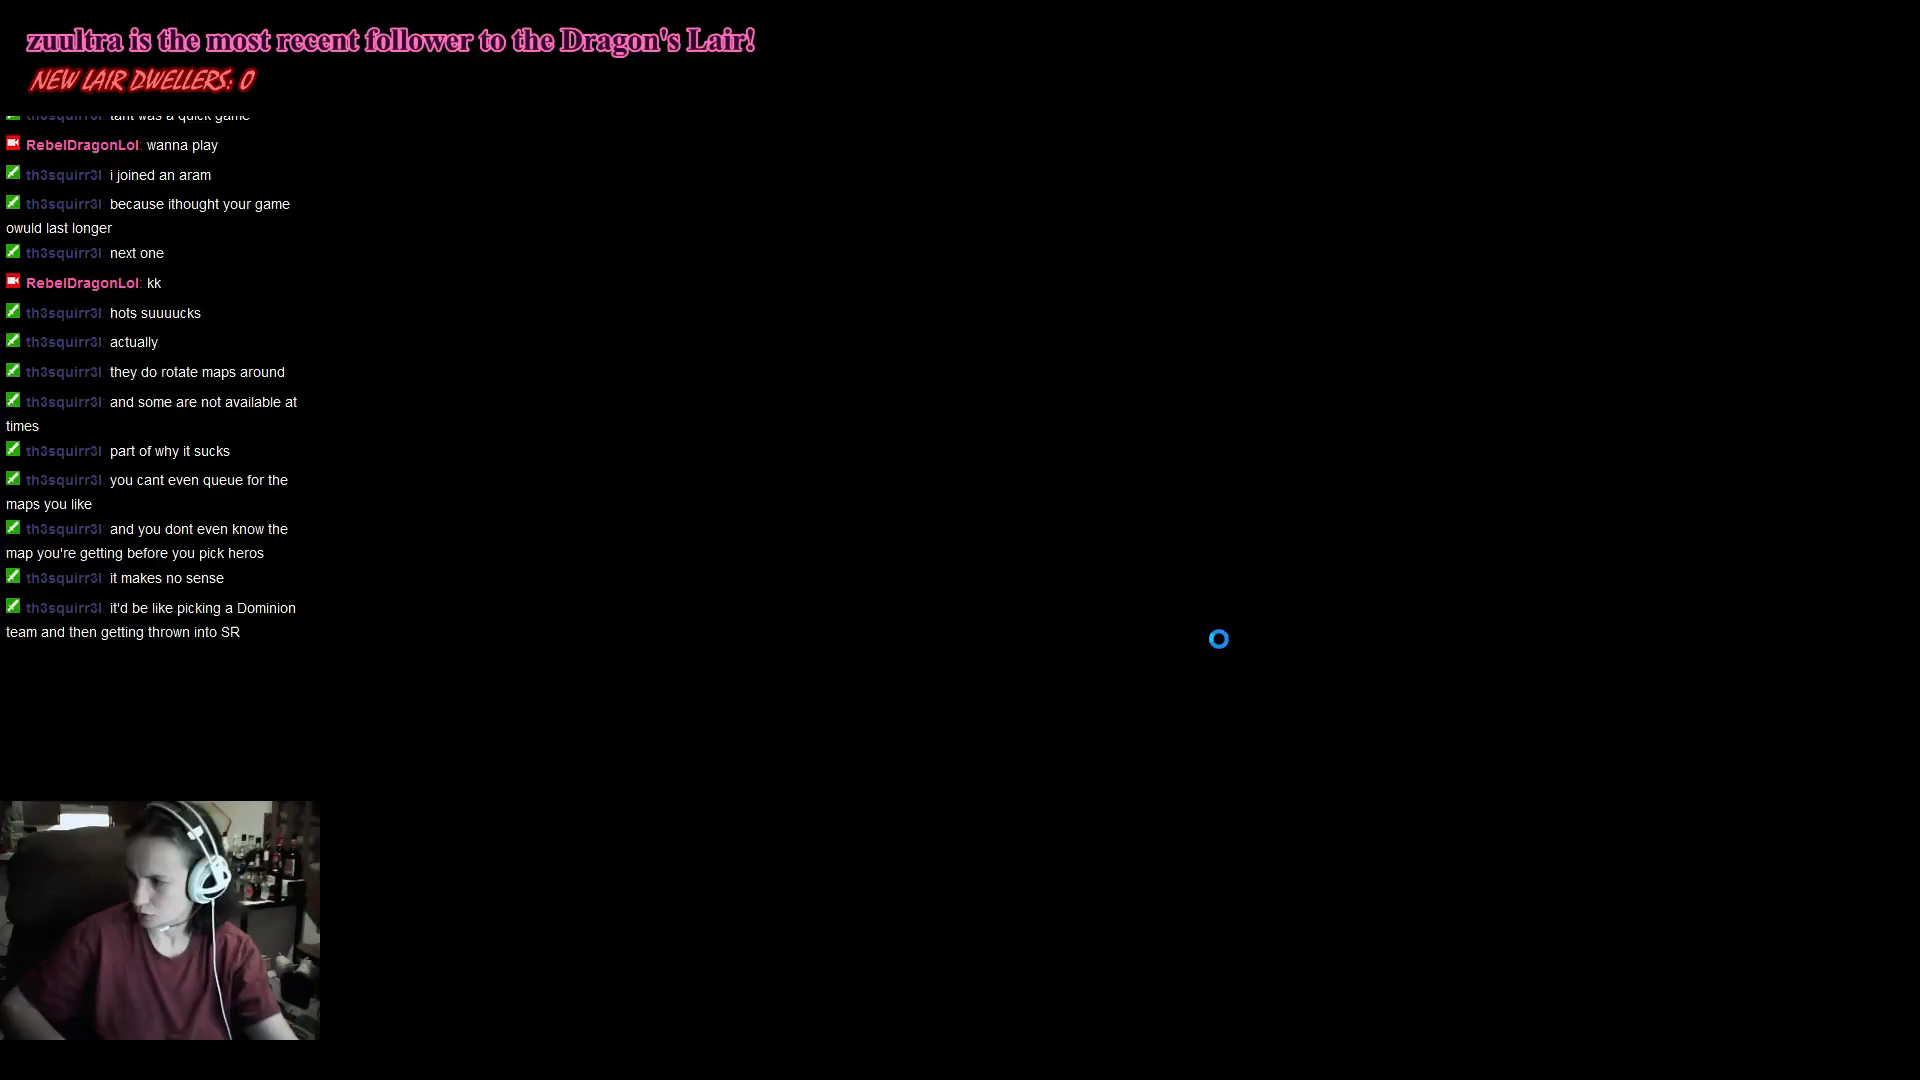 zuultra is the most recent follower to the Dragon's Lair!
NEW LAIR DWELLERS: 0
th3squirr3l: taht was a quick game
RebelDragonLol: wanna play
th3squirr3l: i joined an aram
th3squirr3l: because ithought your game
owuld last longer
th3squirr3l: next one
RebelDragonLol: kk
th3squirr3l: hots suuuucks
th3squirr3l: actually
th3squirr3l: they do rotate maps around
th3squirr3l: and some are not available at
times
th3squirr3l: part of why it sucks
th3squirr3l: you cant even queue for the
maps you like
th3squirr3l: and you dont even know the
map you're getting before you pick heros
th3squirr3l: it makes no sense
th3squirr3l: it'd be like picking a Dominion
team and then getting thrown into SR